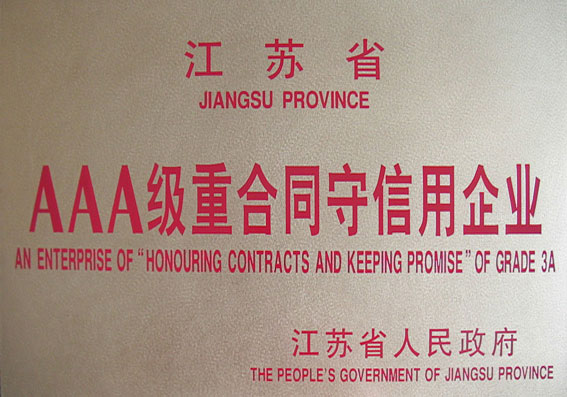 江苏省
JIANGSU PROVINCE
AAA级重合同守信用企业
AN ENTERPRISE OF "HONOURING CONTRACTS AND KEEPING PROMISE" OF GRADE 3A
江苏省人民政府
THE PEOPLE'S GOVERNMENT OF JIANGSU PROVINCE